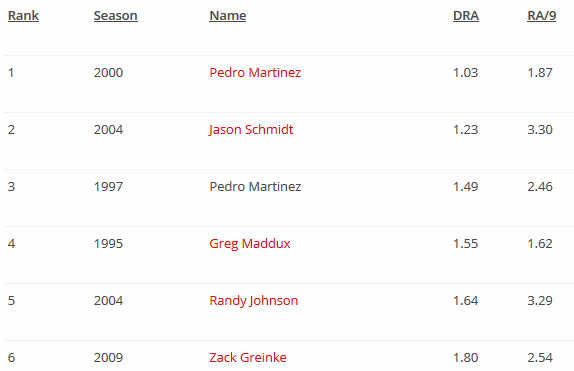 Rank Season Name DRA RA/9
1 2000 Pedro Martinez 1.03 1.87
2 2004 Jason Schmidt 1.23 3.30
3 1997 Pedro Martinez 1.49 2.46
4 1995 Greg Maddux 1.55 1.62
5 2004 Randy Johnson 1.64 3.29
6 2009 Zack Greinke 1.80 2.54